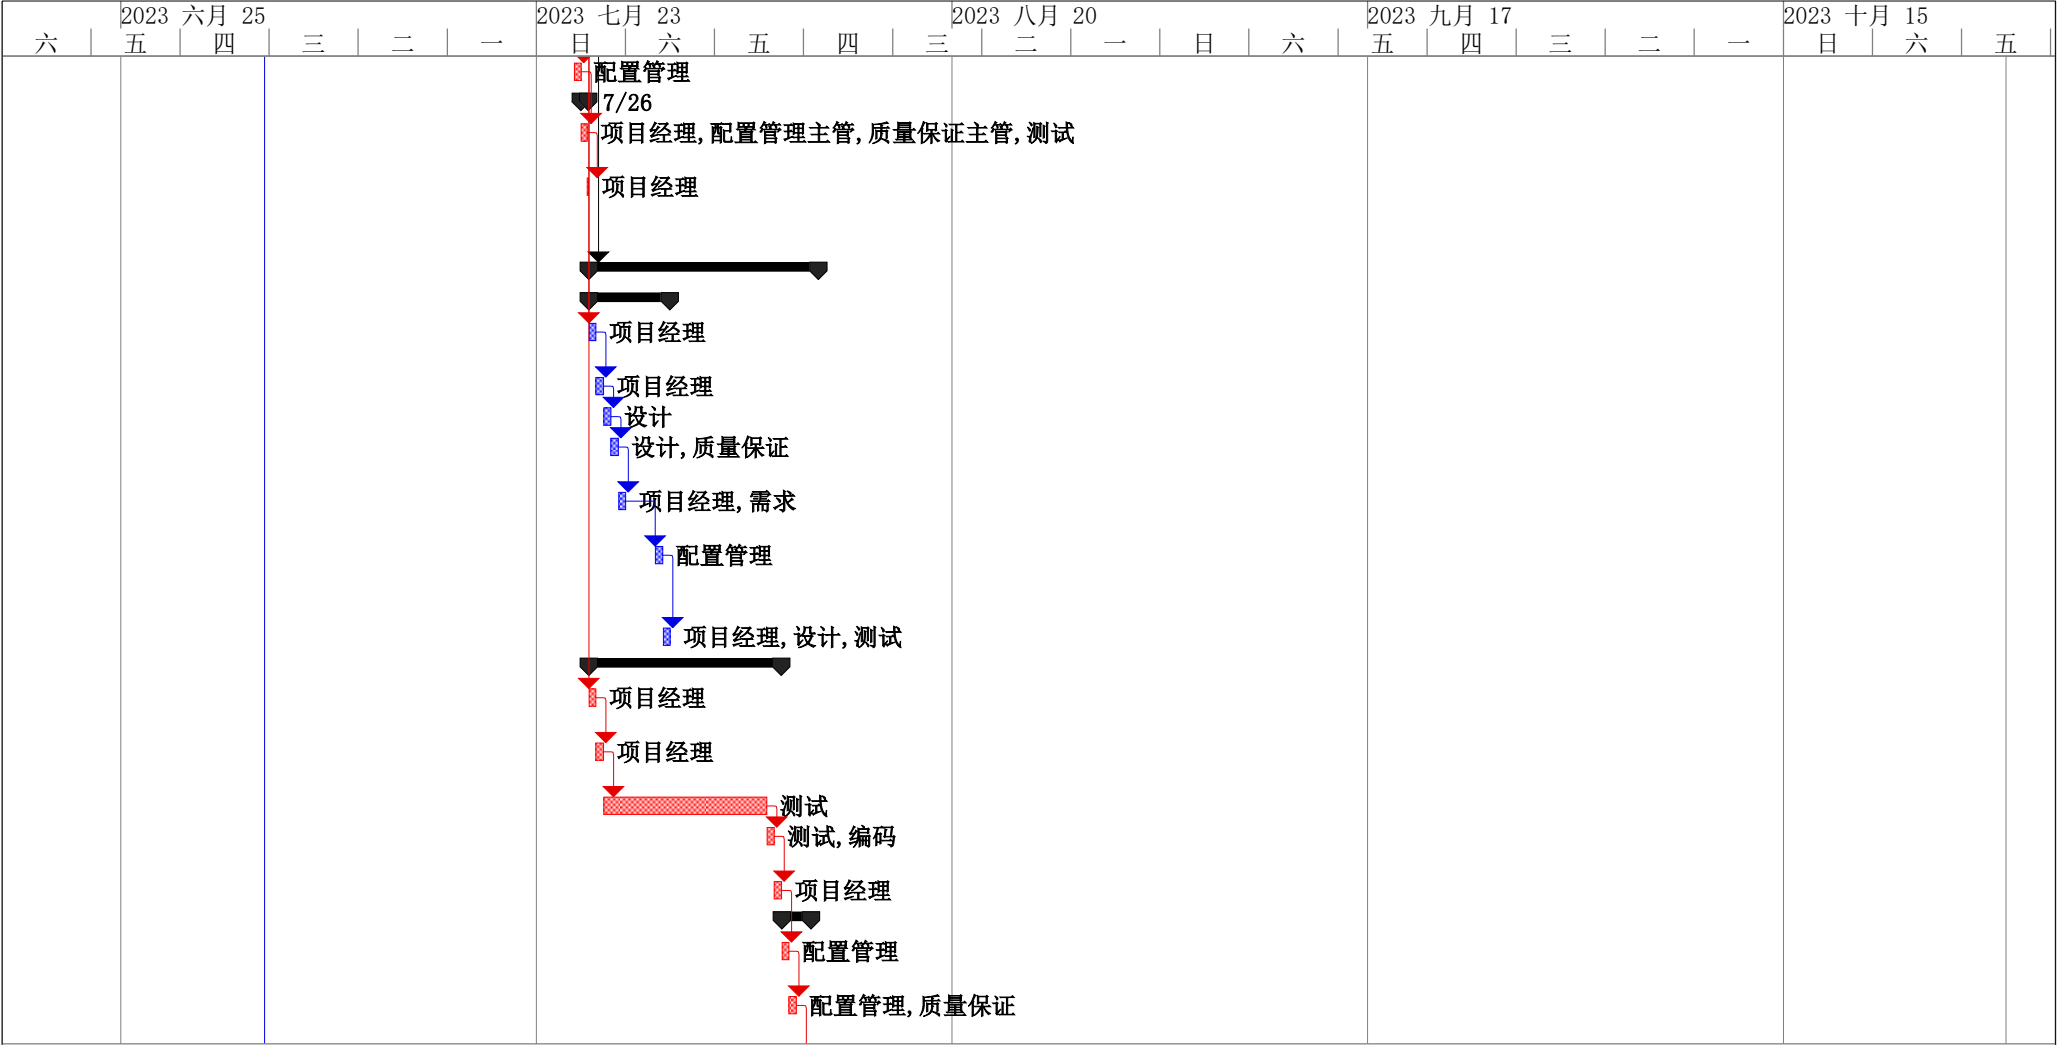 2023 六月 25 2023 七月 23 2023 八月 20 2023 九月 17 2023 十月 15
六 五 四 三 二 一 日 六 五 四 三 二 一 日 六 五 四 三 二 一 日 六 五
配置管理
7/26
项目经理,配置管理主管,质量保证主管,测试
项目经理
项目经理
项目经理
设计
设计,质量保证
项目经理,需求
配置管理
项目经理,设计,测试
项目经理
项目经理
测试
测试,编码
项目经理
配置管理
配置管理,质量保证